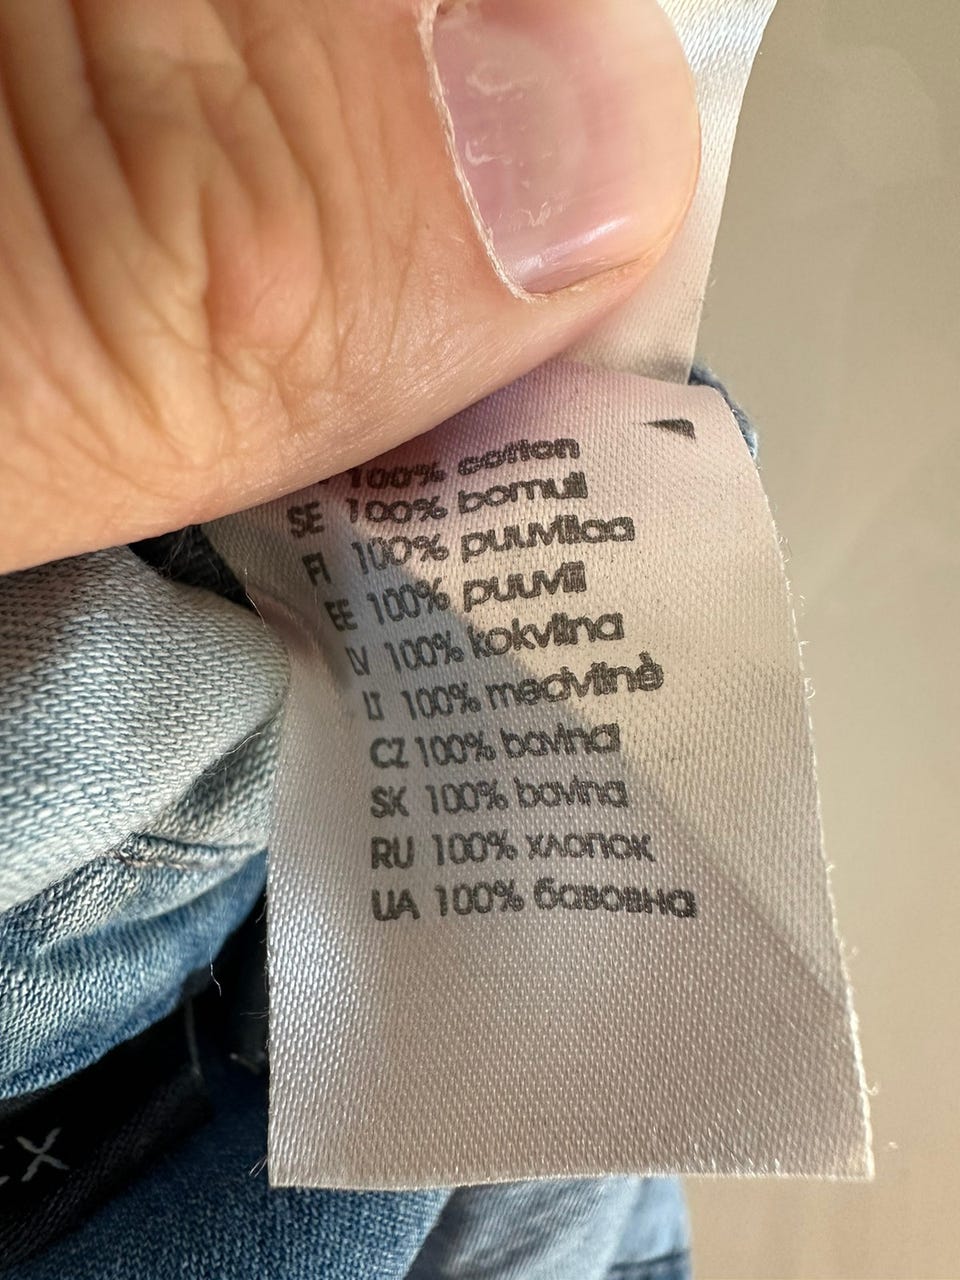 100% cotton
SE 100% bomull
FI 100% puuvillaa
EE 100% puuvill
LV 100% kokvilna
LT 100% medvilnė
CZ 100% bavlna
SK 100% bavlna
RU 100% хлопок
UA 100% бавовна
EX